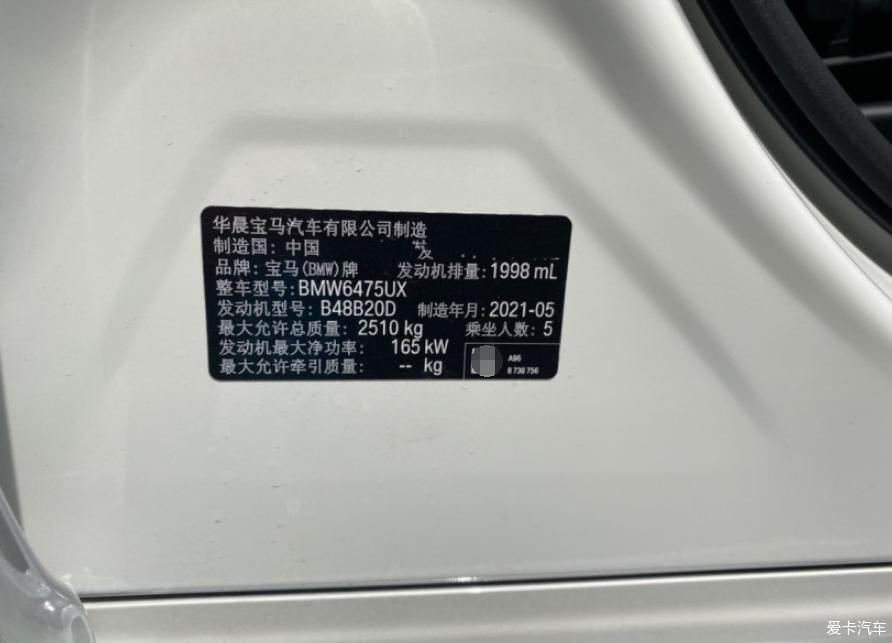 华晨宝马汽车有限公司制造
制造国：中国
发
品牌：宝马(BMW)牌 发动机排量：1998 mL
整车型号：BMW6475UX
发动机型号：B48B20D 制造年月：2021-05
最大允许总质量：2510 kg 乘坐人数：5
发动机最大净功率：165 kW
最大允许牵引质量：-- kg
A96
8 738 756
爱卡汽车